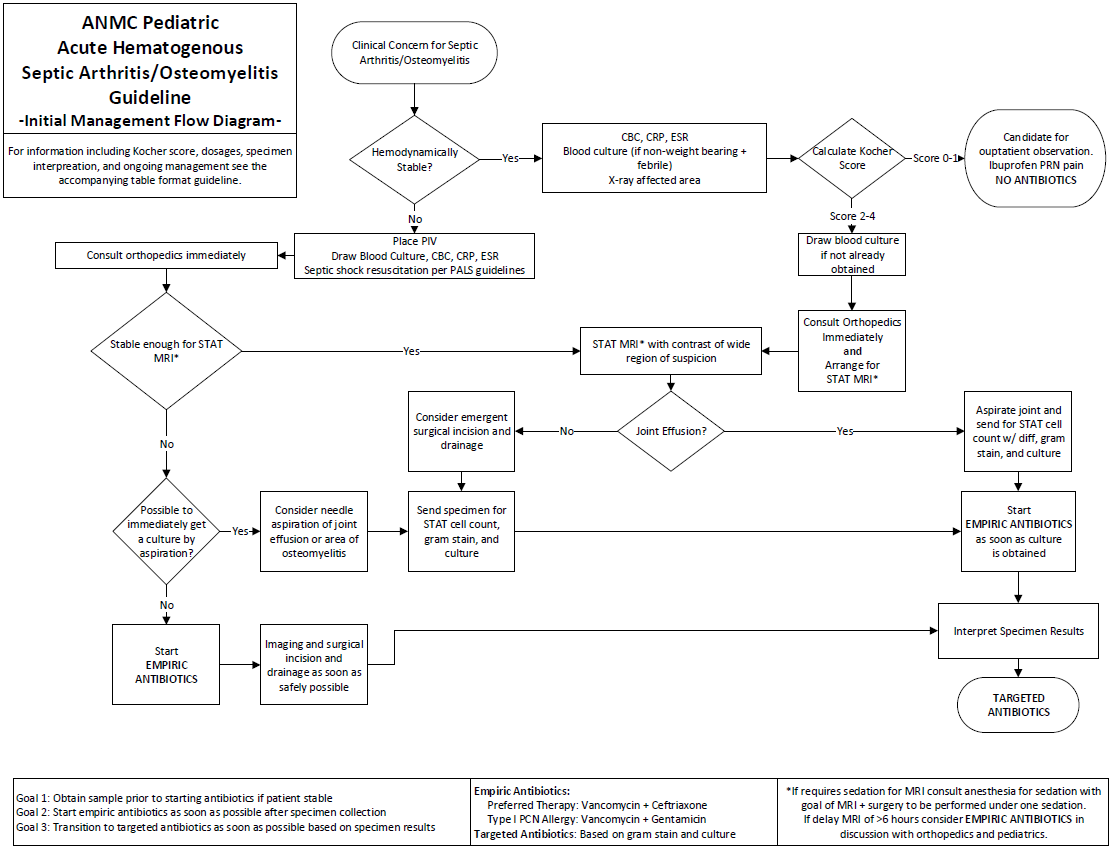 ANMC Pediatric
Acute Hematogenous
Septic Arthritis/Osteomyelitis
Guideline
-Initial Management Flow Diagram-
For information including Kocher score, dosages, specimen
interpreation, and ongoing management see the
accompanying table format guideline.
Clinical Concern for Septic
Arthritis/Osteomyelitis
Hemodynamically
Stable?
Yes
CBC, CRP, ESR
Blood culture (if non-weight bearing +
febrile)
X-ray affected area
Calculate Kocher
Score
Score 0-1
Candidate for
ouptatient observation.
Ibuprofen PRN pain
NO ANTIBIOTICS
No
Score 2-4
Place PIV
Draw Blood Culture, CBC, CRP, ESR
Septic shock resuscitation per PALS guidelines
Consult orthopedics immediately
Draw blood culture
if not already
obtained
Stable enough for STAT
MRI*
Yes
STAT MRI* with contrast of wide
region of suspicion
Consult Orthopedics
Immediately
and
Arrange for
STAT MRI*
Consider emergent
surgical incision and
drainage
No
Joint Effusion?
Yes
Aspirate joint and
send for STAT cell
count w/ diff, gram
stain, and culture
No
Possible to
immediately get
a culture by
aspiration?
Yes
Consider needle
aspiration of joint
effusion or area of
osteomyelitis
Send specimen for
STAT cell count,
gram stain, and
culture
Start
EMPIRIC ANTIBIOTICS
as soon as culture
is obtained
No
Start
EMPIRIC
ANTIBIOTICS
Imaging and surgical
incision and
drainage as soon as
safely possible
Interpret Specimen Results
TARGETED
ANTIBIOTICS
Goal 1: Obtain sample prior to starting antibiotics if patient stable
Goal 2: Start empiric antibiotics as soon as possible after specimen collection
Goal 3: Transition to targeted antibiotics as soon as possible based on specimen results
Empiric Antibiotics:
Preferred Therapy: Vancomycin + Ceftriaxone
Type I PCN Allergy: Vancomycin + Gentamicin
Targeted Antibiotics: Based on gram stain and culture
*If requires sedation for MRI consult anesthesia for sedation with
goal of MRI + surgery to be performed under one sedation.
If delay MRI of >6 hours consider EMPIRIC ANTIBIOTICS in
discussion with orthopedics and pediatrics.